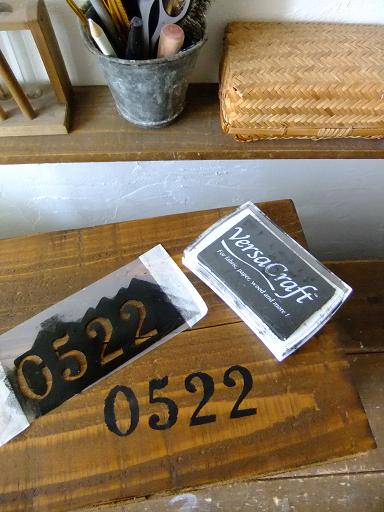 VersaCraft
For fabric, paper, wood and more!
0522
0522